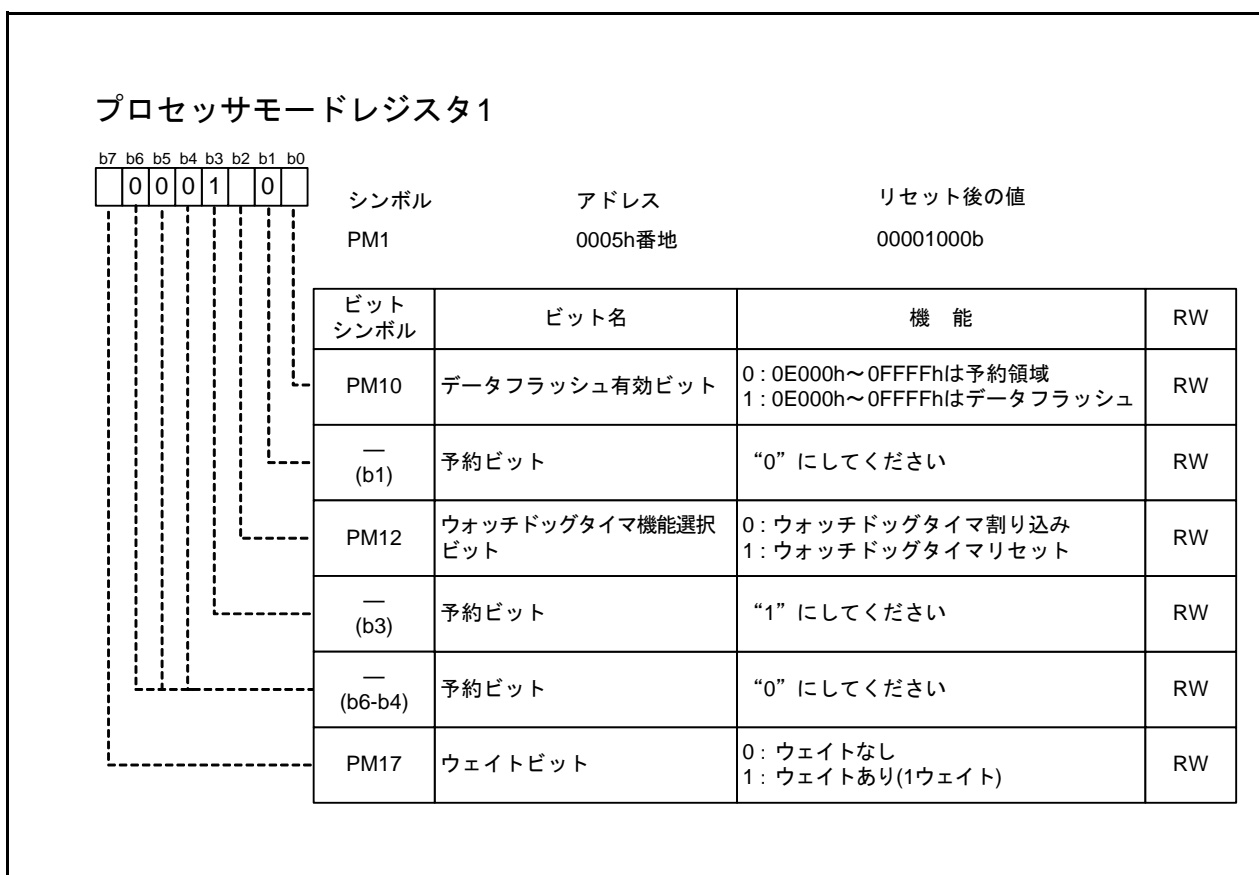 プロセッサモードレジスタ1
b7 b6 b5 b4 b3 b2 b1 b0
0 0 0 1 0
シンボル アドレス リセット後の値
PM1 0005h番地 00001000b
ビット
シンボル
ビット名 機 能 RW
PM10 データフラッシュ有効ビット 0 : 0E000h～0FFFFhは予約領域
1 : 0E000h～0FFFFhはデータフラッシュ
RW
—
(b1)
予約ビット “0”にしてください RW
PM12 ウォッチドッグタイマ機能選択
ビット
0 : ウォッチドッグタイマ割り込み
1 : ウォッチドッグタイマリセット
RW
—
(b3)
予約ビット “1”にしてください RW
—
(b6-b4)
予約ビット “0”にしてください RW
PM17 ウェイトビット 0 : ウェイトなし
1 : ウェイトあり(1ウェイト)
RW